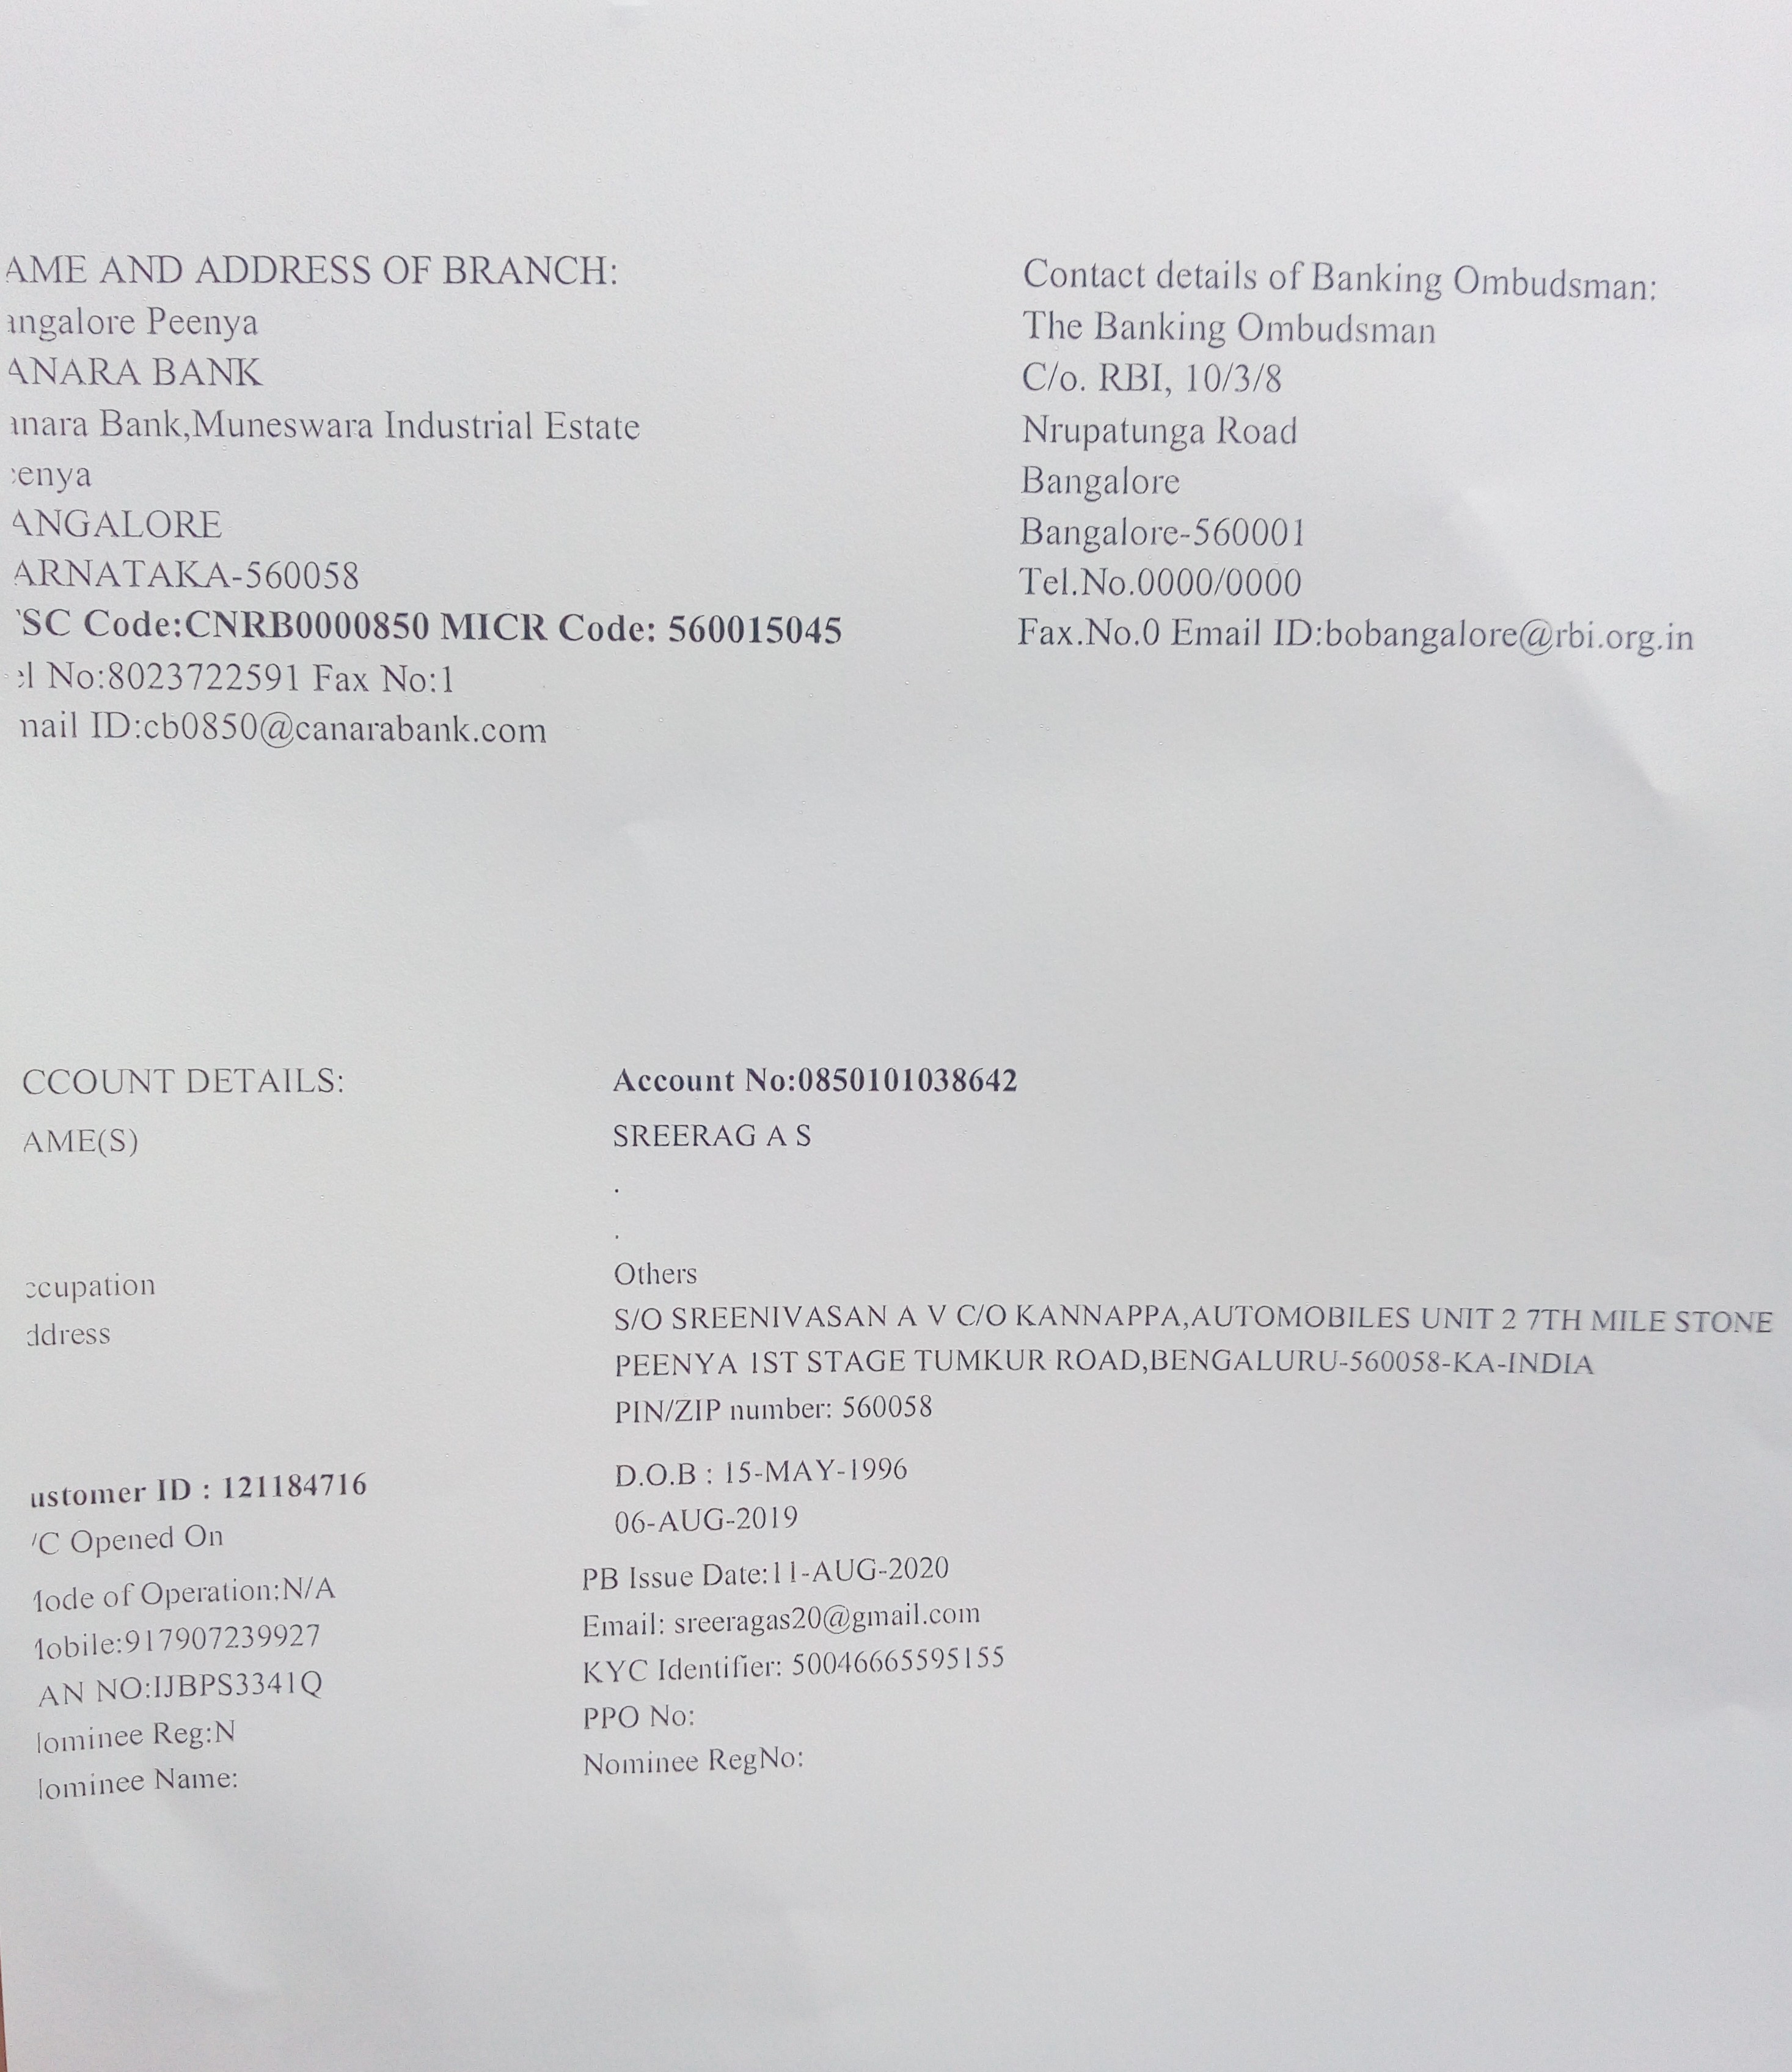 AME AND ADDRESS OF BRANCH:
angalore Peenya
ANARA BANK
anara Bank,Muneswara Industrial Estate
enya
ANGALORE
ARNATAKA-560058
SC Code:CNRB0000850 MICR Code: 560015045
el No:8023722591 Fax No:1
mail ID:cb0850@canarabank.com
Contact details of Banking Ombudsman:
The Banking Ombudsman
C/o. RBI, 10/3/8
Nrupatunga Road
Bangalore
Bangalore-560001
Tel.No.0000/0000
Fax.No.0 Email ID:bobangalore@rbi.org.in
CCOUNT DETAILS: Account No:0850101038642
AME(S) SREERAG A S
.
.
ccupation Others
ddress S/O SREENIVASAN A V C/O KANNAPPA,AUTOMOBILES UNIT 2 7TH MILE STONE
PEENYA 1ST STAGE TUMKUR ROAD,BENGALURU-560058-KA-INDIA
PIN/ZIP number: 560058
ustomer ID : 121184716 D.O.B : 15-MAY-1996
/C Opened On 06-AUG-2019
Mode of Operation:N/A PB Issue Date:11-AUG-2020
Mobile:917907239927 Email: sreeragas20@gmail.com
AN NO:IJBPS3341Q KYC Identifier: 50046665595155
Nominee Reg:N PPO No:
Nominee Name: Nominee RegNo: